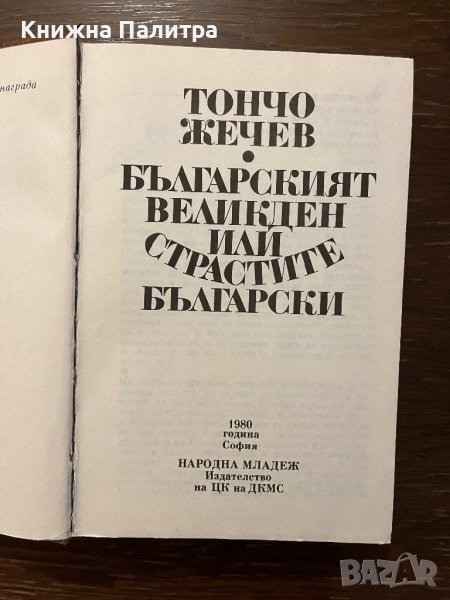 Книжна Палитра
награда
ТОНЧО
ЖЕЧЕВ
•
БЪЛГАРСКИЯТ
ВЕЛИКДЕН
ИЛИ
СТРАСТИТЕ
БЪЛГАРСКИ
1980
година
София
НАРОДНА МЛАДЕЖ
Издателство
на ЦК на ДКМС
BAZAR